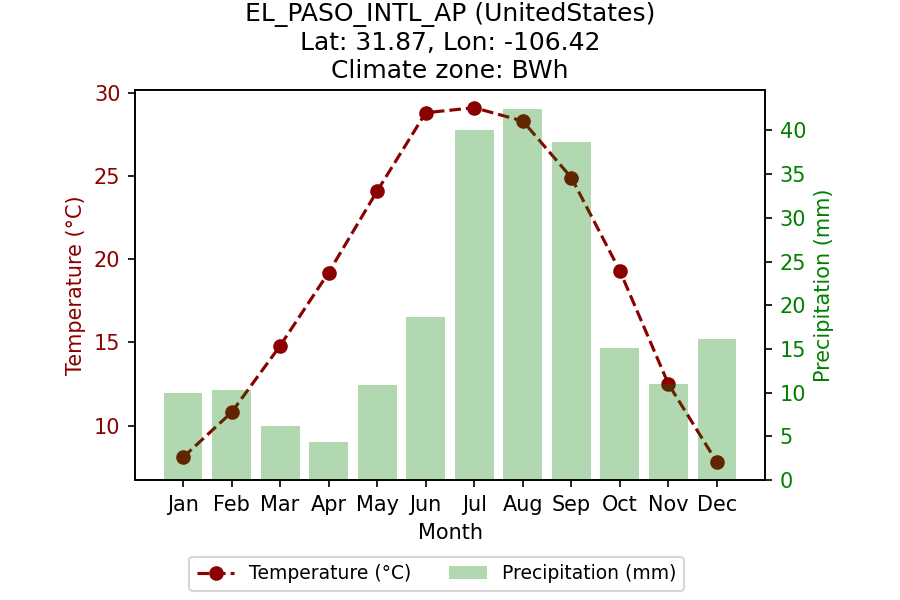 EL_PASO_INTL_AP (UnitedStates)
Lat: 31.87, Lon: -106.42
Climate zone: BWh
30
25
20
15
10
Temperature (°C)
40
35
30
25
20
15
10
5
0
Precipitation (mm)
Jan Feb Mar Apr May Jun Jul Aug Sep Oct Nov Dec
Month
Temperature (°C) Precipitation (mm)